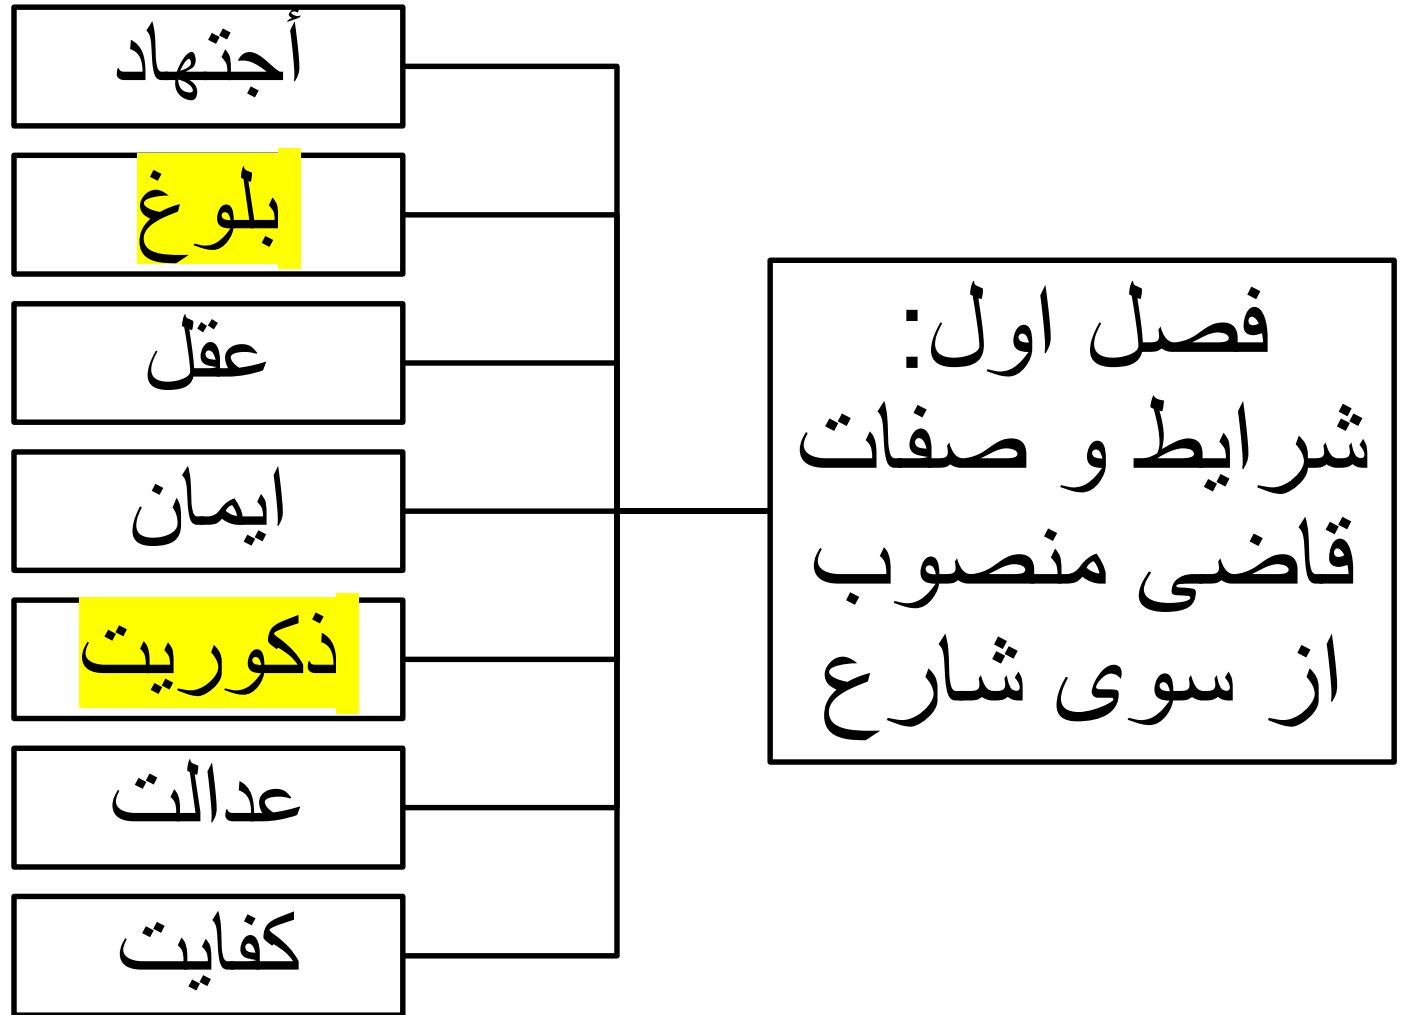 فصل اول:
شرایط و صفات
قاضی منصوب
از سوی شارع
أجتهاد
بلوغ
عقل
ایمان
ذکوریت
عدالت
کفایت